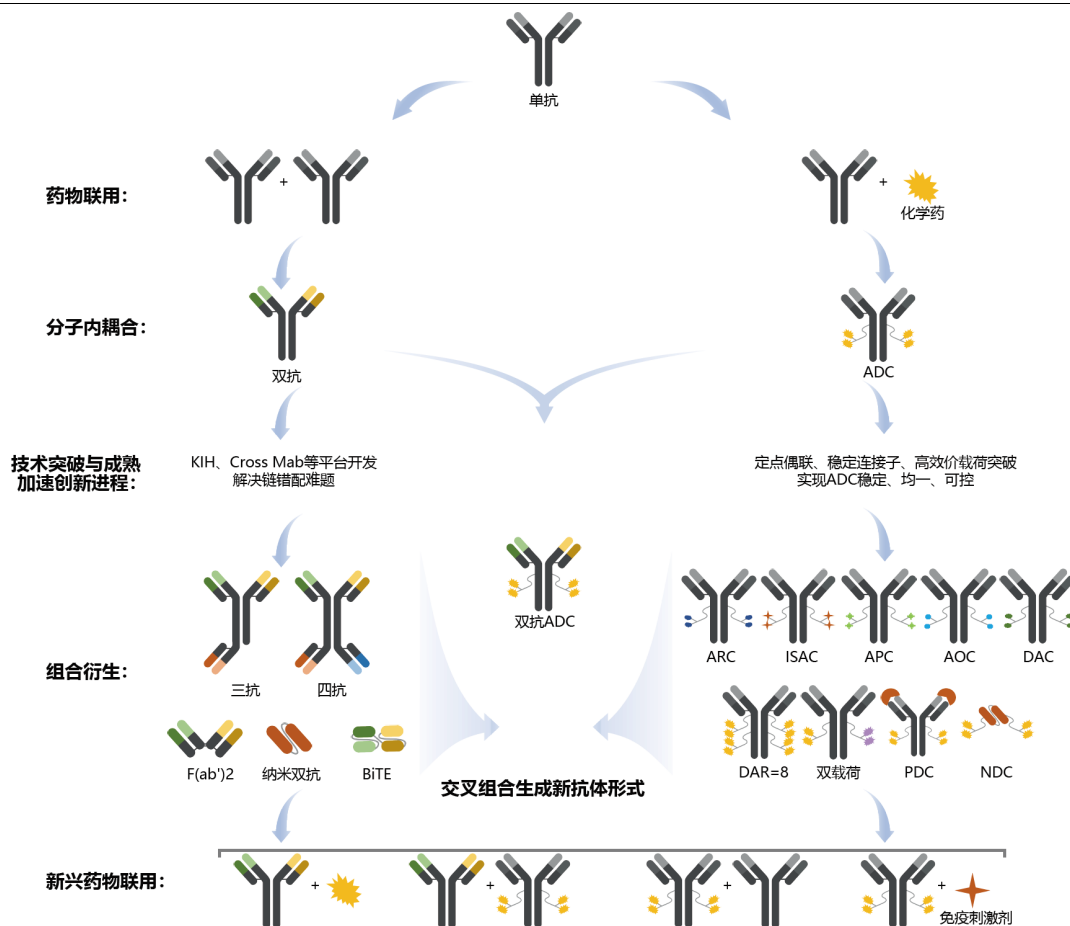 单抗
药物联用：
+
+
化学药
分子内耦合：
双抗
ADC
技术突破与成熟
加速创新进程：
KIH、Cross Mab等平台开发
解决链错配难题
定点偶联、稳定连接子、高效价载荷突破
实现ADC稳定、均一、可控
双抗ADC
组合衍生：
三抗
四抗
ARC
ISAC
APC
AOC
DAC
F(ab')2
纳米双抗
BiTE
DAR=8
双载荷
PDC
NDC
交叉组合生成新抗体形式
新兴药物联用：
+
+
+
+
免疫刺激剂